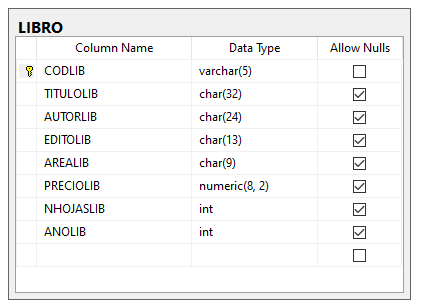 LIBRO
Column Name Data Type Allow Nulls
CODLIB varchar(5)
TITULOLIB char(32)
AUTORLIB char(24)
EDITOLIB char(13)
AREALIB char(9)
PRECIOLIB numeric(8, 2)
NHOJASLIB int
ANOLIB int